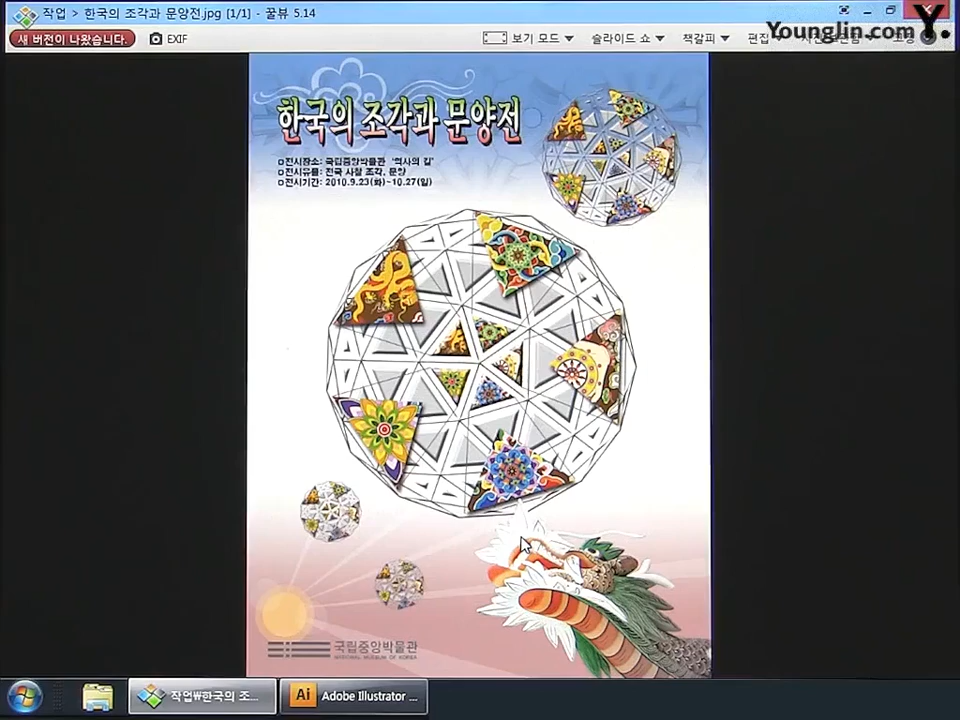 작업 > 한국의 조각과 문양전.jpg [1/1] - 꿀뷰 5.14
새 버전이 나왔습니다.
EXIF
보기 모드
슬라이드 쇼
책갈피
편집
Younglin.com
Y.
한국의 조각과 문양전
전시장소: 국립중앙박물관 '역사의 길'
전시유물: 전국 사찰 조각, 문양
전시기간: 2010.9.23(화)~10.27(일)
국립중앙박물관
NATIONAL MUSEUM OF KOREA
작업\한국의 조...
Ai
Adobe Illustrator ...